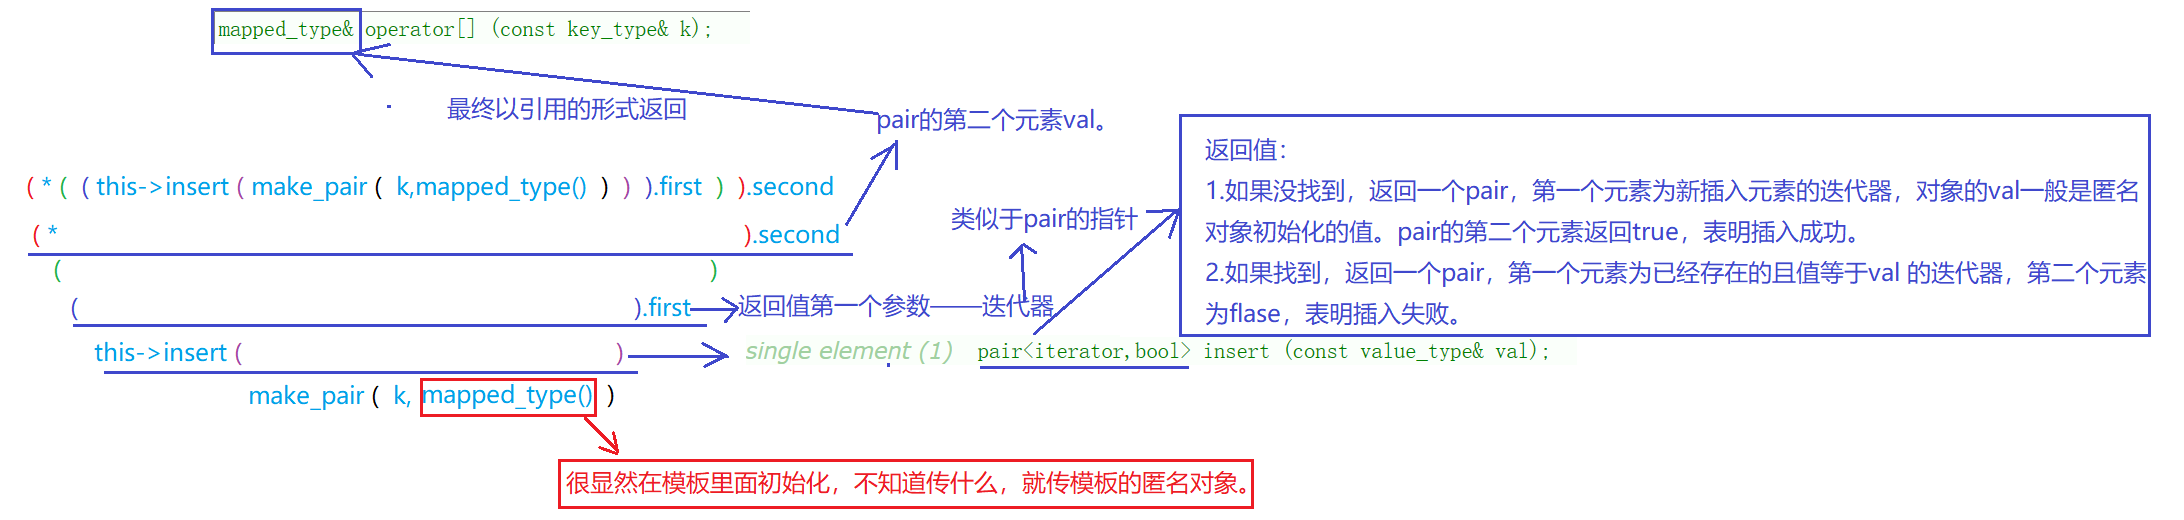 mapped_type& operator[] (const key_type& k);
最终以引用的形式返回
pair的第二个元素val。
返回值：
1.如果没找到，返回一个pair，第一个元素为新插入元素的迭代器，对象的val一般是匿名
对象初始化的值。pair的第二个元素返回true，表明插入成功。
2.如果找到，返回一个pair，第一个元素为已经存在的且值等于val 的迭代器，第二个元素
为flase，表明插入失败。
( * ( ( this->insert ( make_pair ( k,mapped_type() ) ) ).first ) ).second
类似于pair的指针
( * ).second
( )
( ).first 返回值第一个参数——迭代器
this->insert ( ) single element (1) pair<iterator,bool> insert (const value_type& val);
make_pair ( k, mapped_type() )
很显然在模板里面初始化，不知道传什么，就传模板的匿名对象。